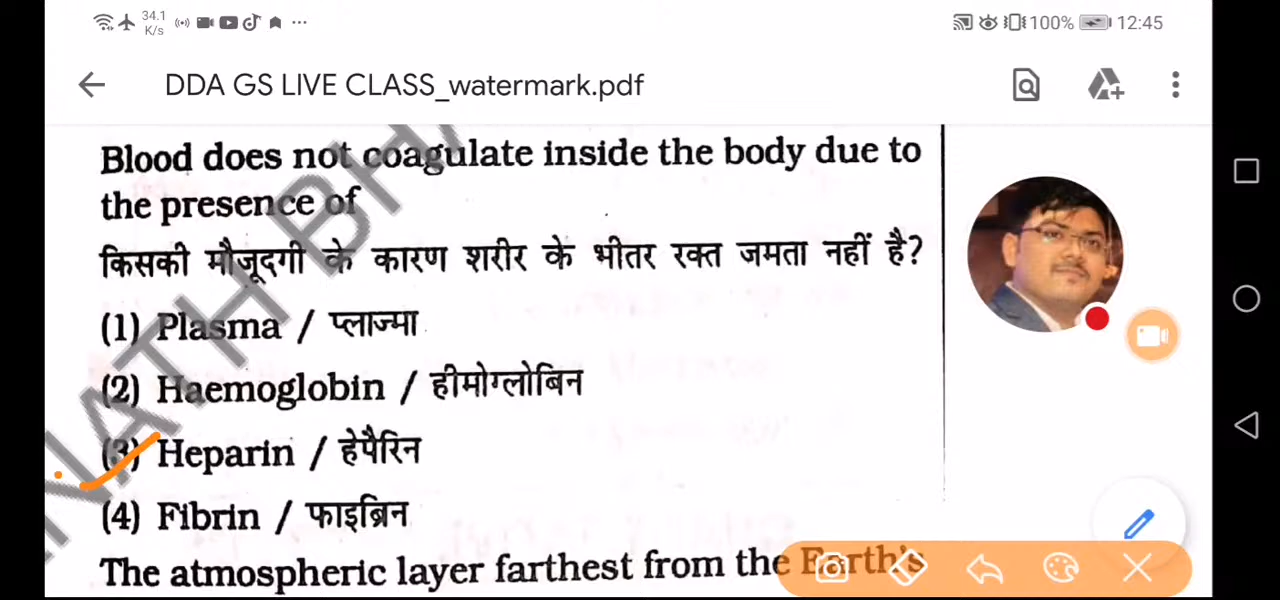 34.1
K/s
100%
12:45
DDA GS LIVE CLASS_watermark.pdf
Blood does not coagulate inside the body due to
the presence of
किसकी मौजूदगी के कारण शरीर के भीतर रक्त जमता नहीं है?
(1) Plasma / प्लाज्मा
(2) Haemoglobin / हीमोग्लोबिन
(3) Heparin / हेपैरिन
(4) Fibrin / फाइब्रिन
The atmospheric layer farthest from the Earth's
NATH BHA